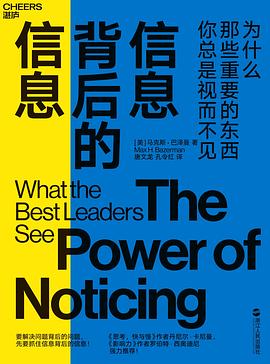 CHEERS
湛庐
为什么
那些重要的东西
你总是视而不见
信息
背后的
信息
[美] 马克斯·巴泽曼 著
Max H. Bazerman
唐文龙 孔令红 译
What the
Best Leaders
See
The
Power of
Noticing
要解决问题背后的问题，
先要抓住信息背后的信息！
《思考，快与慢》作者丹尼尔·卡尼曼、
《影响力》作者罗伯特·西奥迪尼
强力推荐！
浙江人民出版社